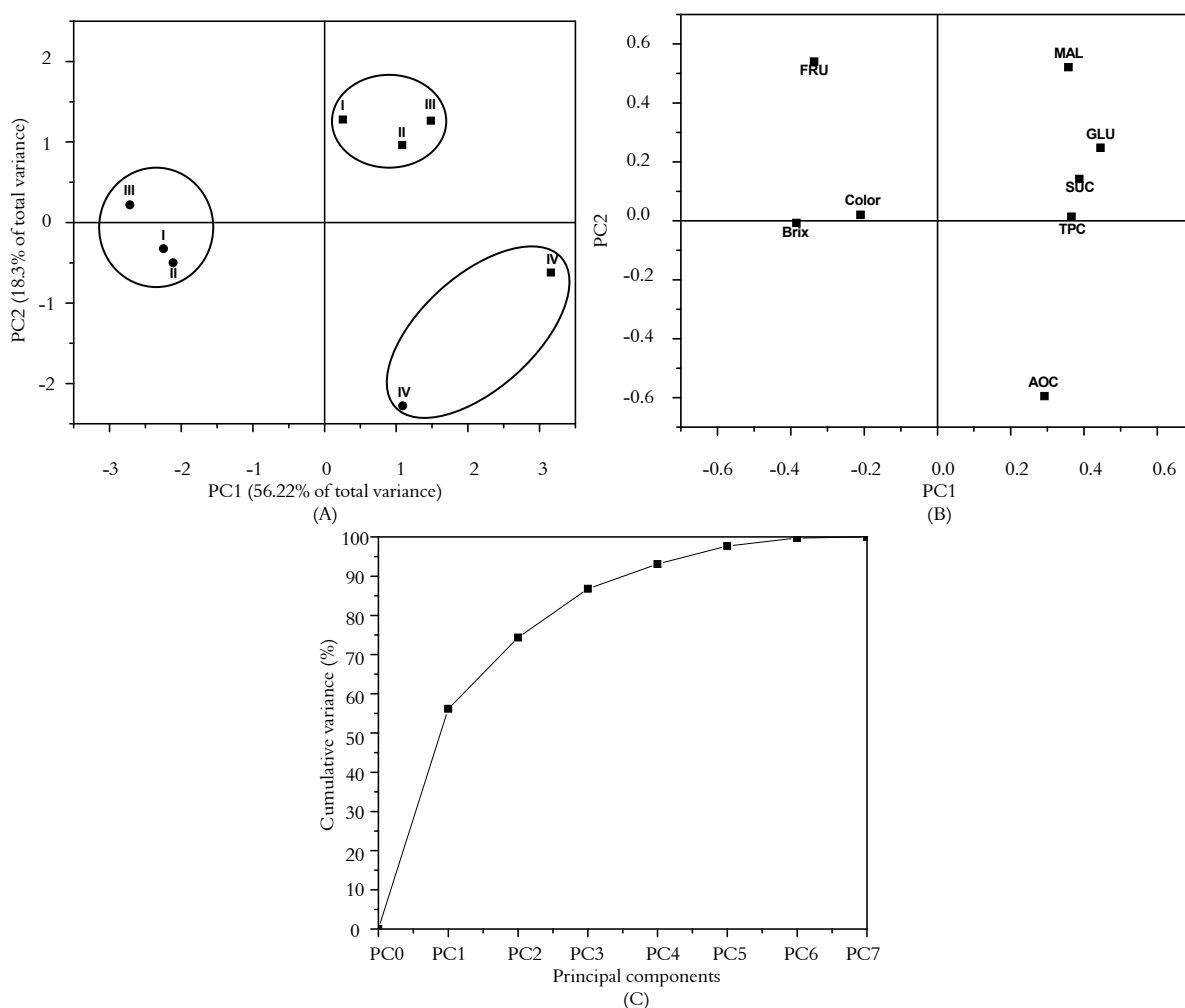 2
1
0
-1
-2
PC2 (18.3% of total variance)
I
II
III
III
I
II
IV
IV
-3 -2 -1 0 1 2 3
PC1 (56.22% of total variance)
(A)
0.6
0.4
0.2
0.0
-0.2
-0.4
-0.6
PC2
FRU
MAL
GLU
SUC
Color
Brix
TPC
AOC
-0.6 -0.4 -0.2 0.0 0.2 0.4 0.6
PC1
(B)
100
90
80
70
60
50
40
30
20
10
0
Cumulative variance (%)
PC0 PC1 PC2 PC3 PC4 PC5 PC6 PC7
Principal components
(C)